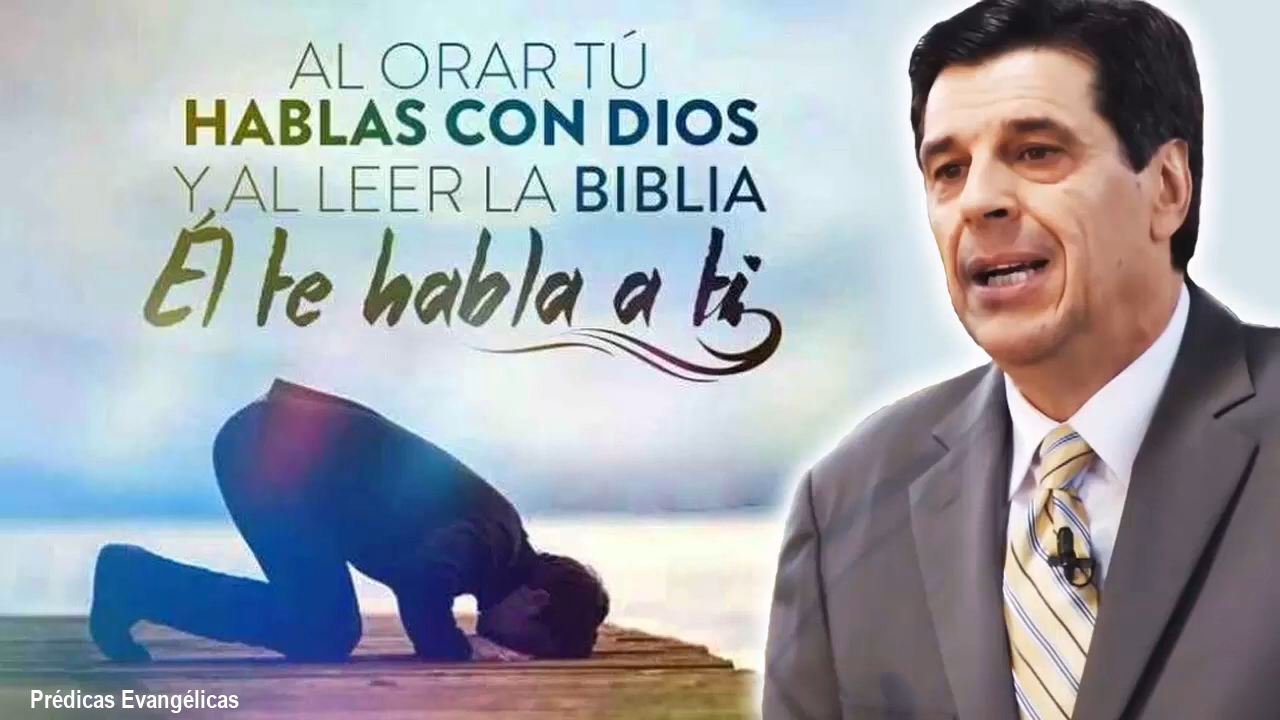 AL ORAR TÚ
HABLAS CON DIOS
Y AL LEER LA BIBLIA
Él te habla a ti
Prédicas Evangélicas